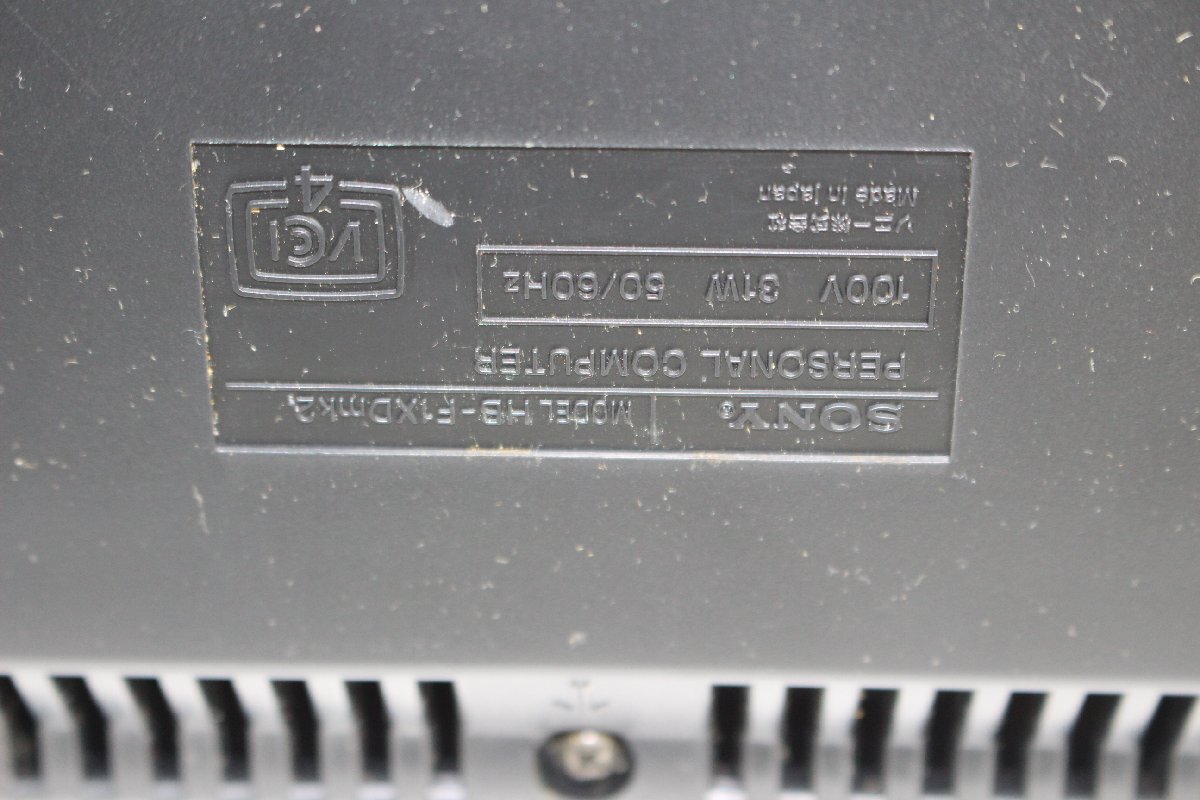 SONY® MODEL HB-F1XDmk2
PERSONAL COMPUTER
100V 31W 50/60Hz
ソニー株式会社
Made in Japan
VCI
4